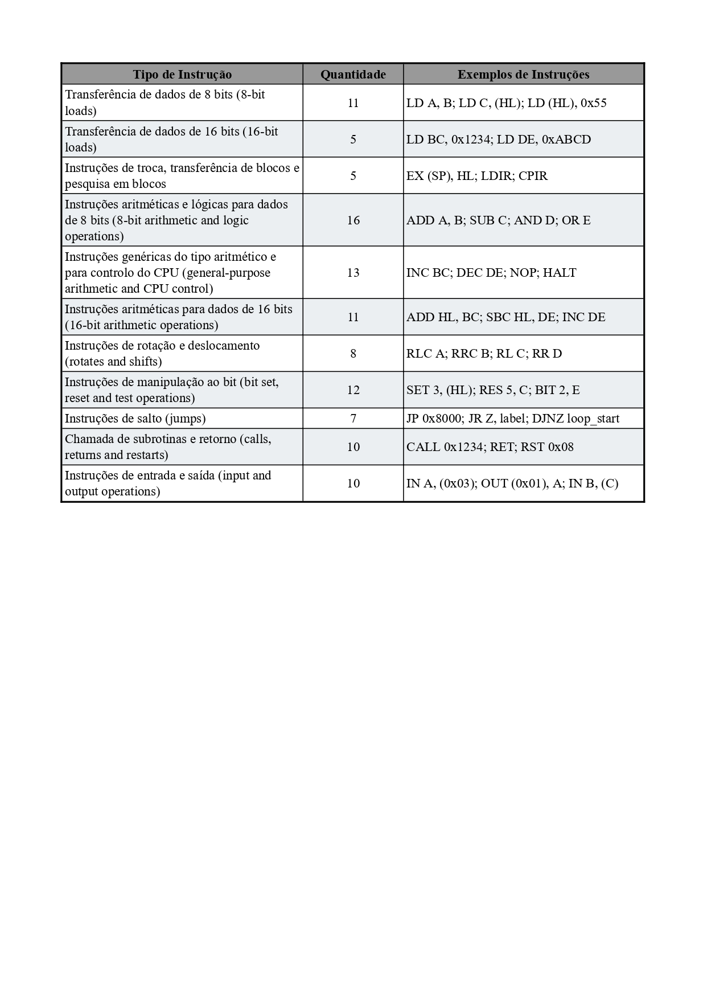 Tipo de Instrução Quantidade Exemplos de Instruções
Transferência de dados de 8 bits (8-bit
loads)
11
LD A, B; LD C, (HL); LD (HL), 0x55
Transferência de dados de 16 bits (16-bit
loads)
5
LD BC, 0x1234; LD DE, 0xABCD
Instruções de troca, transferência de blocos e
pesquisa em blocos
5
EX (SP), HL; LDIR; CPIR
Instruções aritméticas e lógicas para dados
de 8 bits (8-bit arithmetic and logic
operations)
16
ADD A, B; SUB C; AND D; OR E
Instruções genéricas do tipo aritmético e
para controlo do CPU (general-purpose
arithmetic and CPU control)
13
INC BC; DEC DE; NOP; HALT
Instruções aritméticas para dados de 16 bits
(16-bit arithmetic operations)
11
ADD HL, BC; SBC HL, DE; INC DE
Instruções de rotação e deslocamento
(rotates and shifts)
8
RLC A; RRC B; RL C; RR D
Instruções de manipulação ao bit (bit set,
reset and test operations)
12
SET 3, (HL); RES 5, C; BIT 2, E
Instruções de salto (jumps)
7
JP 0x8000; JR Z, label; DJNZ loop_start
Chamada de subrotinas e retorno (calls,
returns and restarts)
10
CALL 0x1234; RET; RST 0x08
Instruções de entrada e saída (input and
output operations)
10
IN A, (0x03); OUT (0x01), A; IN B, (C)